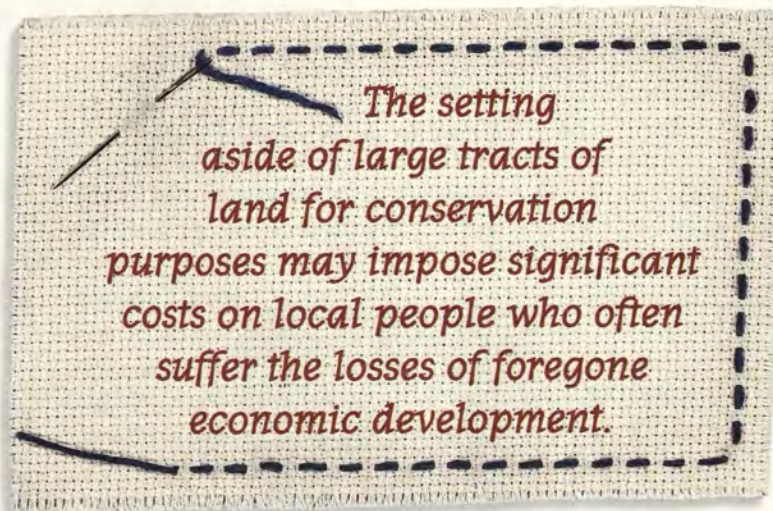 The setting
aside of large tracts of
land for conservation
purposes may impose significant
costs on local people who often
suffer the losses of foregone
economic development.